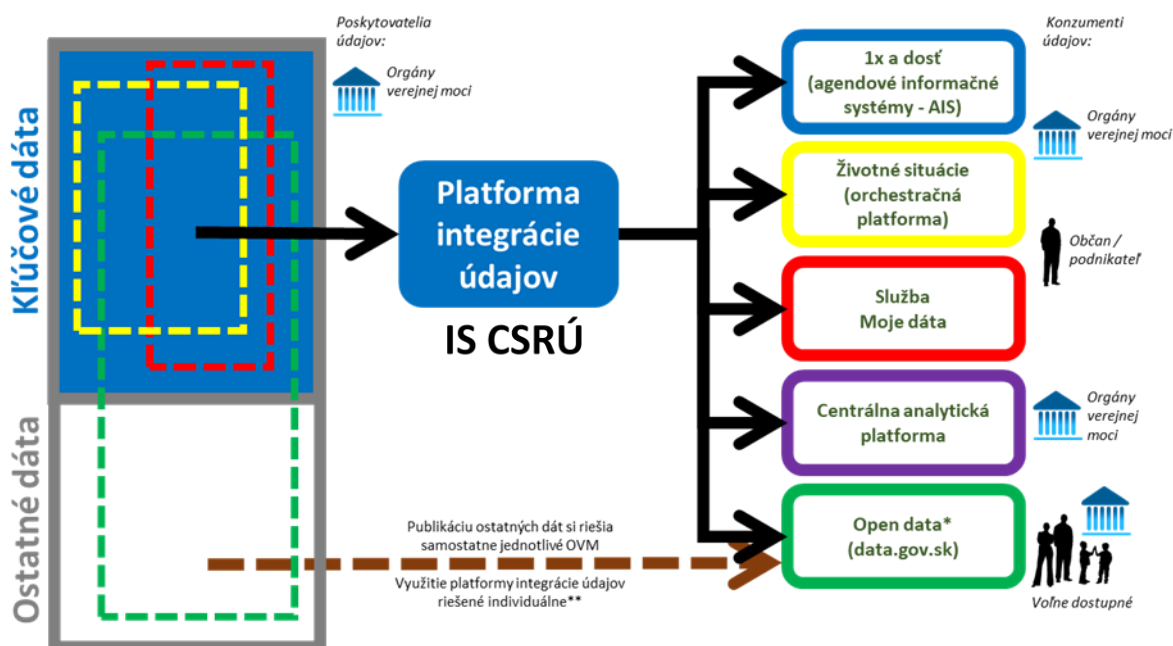 Poskytovatelia
údajov:
Orgány
verejnej moci
Kľúčové dáta
Ostatné dáta
Platforma
integrácie
údajov
IS CSRÚ
Konzumenti
údajov:
1x a dosť
(agendové informačné
systémy - AIS)
Orgány
verejnej moci
Životné situácie
(orchestračná
platforma)
Občan /
podnikateľ
Služba
Moje dáta
Centrálna analytická
platforma
Orgány
verejnej
moci
Publikáciu ostatných dát si riešia
samostatne jednotlivé OVM
Využitie platformy integrácie údajov
riešené individuálne**
Open data*
(data.gov.sk)
Voľne dostupné